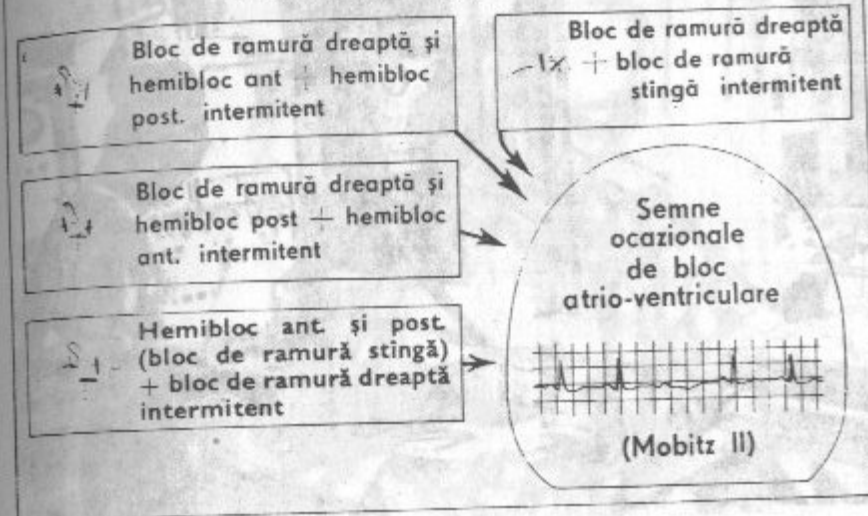 Bloc de ramură dreaptă și
hemibloc ant + hemibloc
post. intermitent
Bloc de ramură dreaptă
+ bloc de ramură
stîngă intermitent
Bloc de ramură dreaptă și
hemibloc post + hemibloc
ant. intermitent
Hemibloc ant. și post.
(bloc de ramură stîngă)
+ bloc de ramură dreaptă
intermitent
Semne
ocazionale
de bloc
atrio-ventriculare
(Mobitz II)